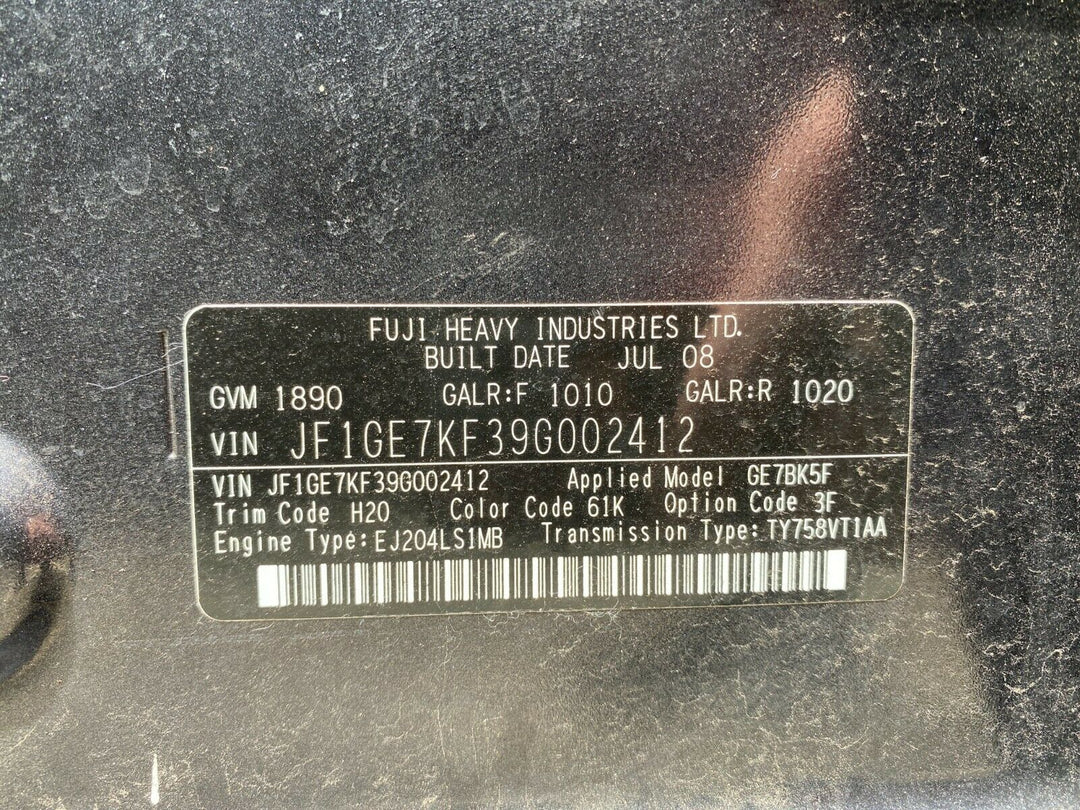 FUJI HEAVY INDUSTRIES LTD.
BUILT DATE JUL 08
GVM 1890 GALR:F 1010 GALR:R 1020
VIN JF1GE7KF39G002412
VIN JF1GE7KF39G002412 Applied Model GE7BK5F
Trim Code H20 Color Code 61K Option Code 3F
Engine Type:EJ204LS1MB Transmission Type:TY758VT1AA